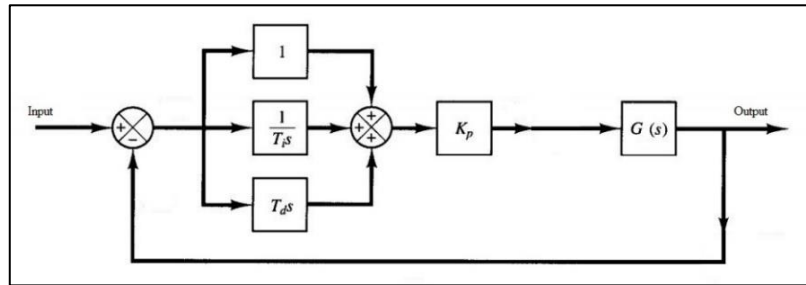 1
Input
+
−
1
T_i s
+
+
+
K_p
G (s)
Output
T_d s